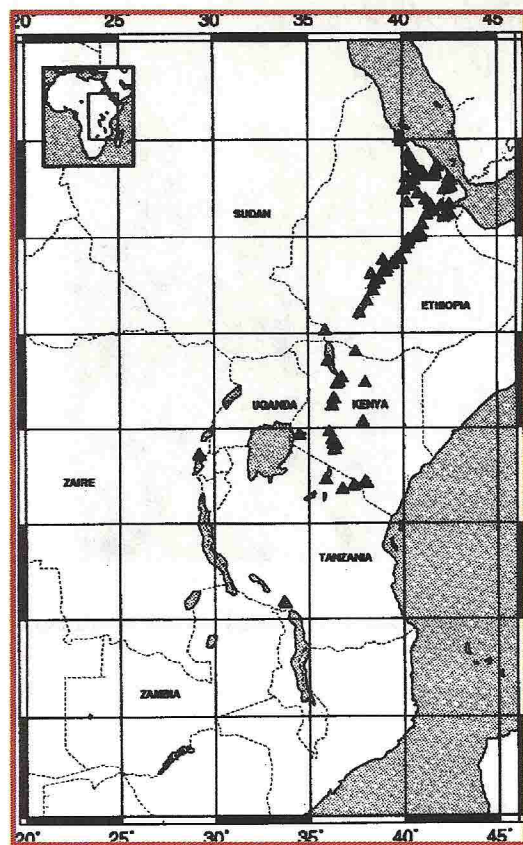 20 25 30 35 40 45
SUDAN
ETHIOPIA
UGANDA KENYA
ZAIRE
TANZANIA
ZAMBIA
20° 25° 30° 35° 40° 45°